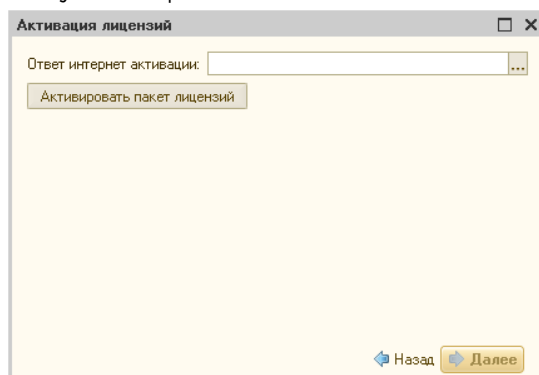 Активация лицензий
Ответ интернет активации:
Активировать пакет лицензий
Назад Далее